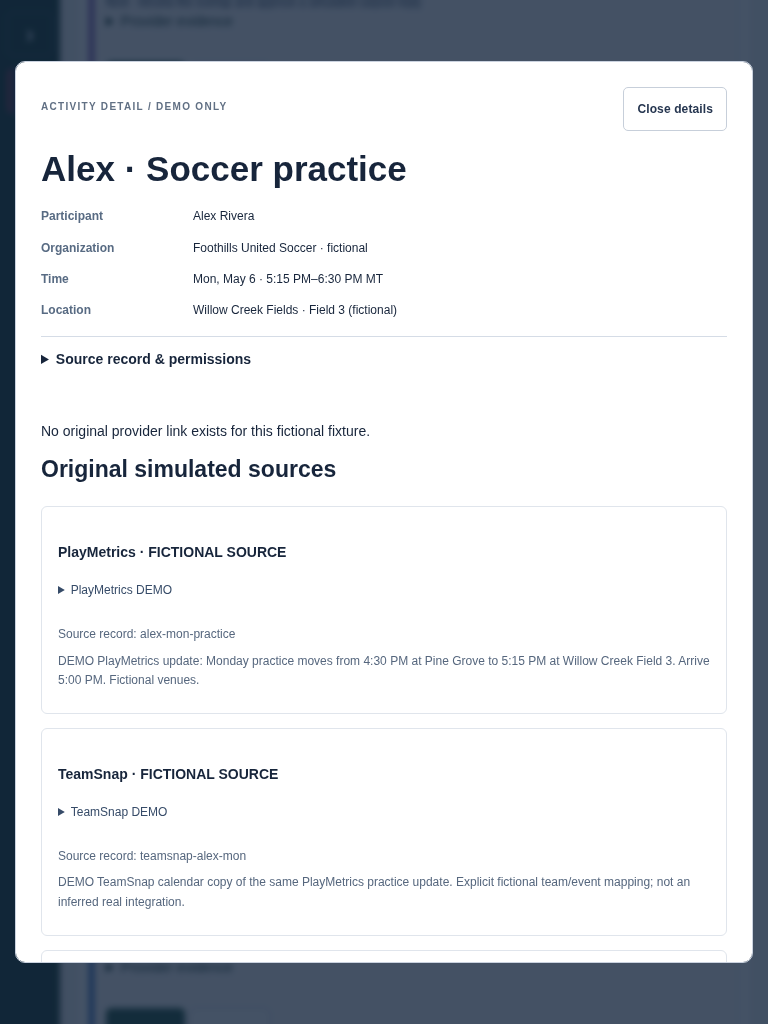 ACTIVITY DETAIL / DEMO ONLY
Close details
Alex · Soccer practice
Participant Alex Rivera
Organization Foothills United Soccer · fictional
Time Mon, May 6 · 5:15 PM–6:30 PM MT
Location Willow Creek Fields · Field 3 (fictional)
Source record & permissions
No original provider link exists for this fictional fixture.
Original simulated sources
PlayMetrics · FICTIONAL SOURCE
PlayMetrics DEMO
Source record: alex-mon-practice
DEMO PlayMetrics update: Monday practice moves from 4:30 PM at Pine Grove to 5:15 PM at Willow Creek Field 3. Arrive
5:00 PM. Fictional venues.
TeamSnap · FICTIONAL SOURCE
TeamSnap DEMO
Source record: teamsnap-alex-mon
DEMO TeamSnap calendar copy of the same PlayMetrics practice update. Explicit fictional team/event mapping; not an
inferred real integration.